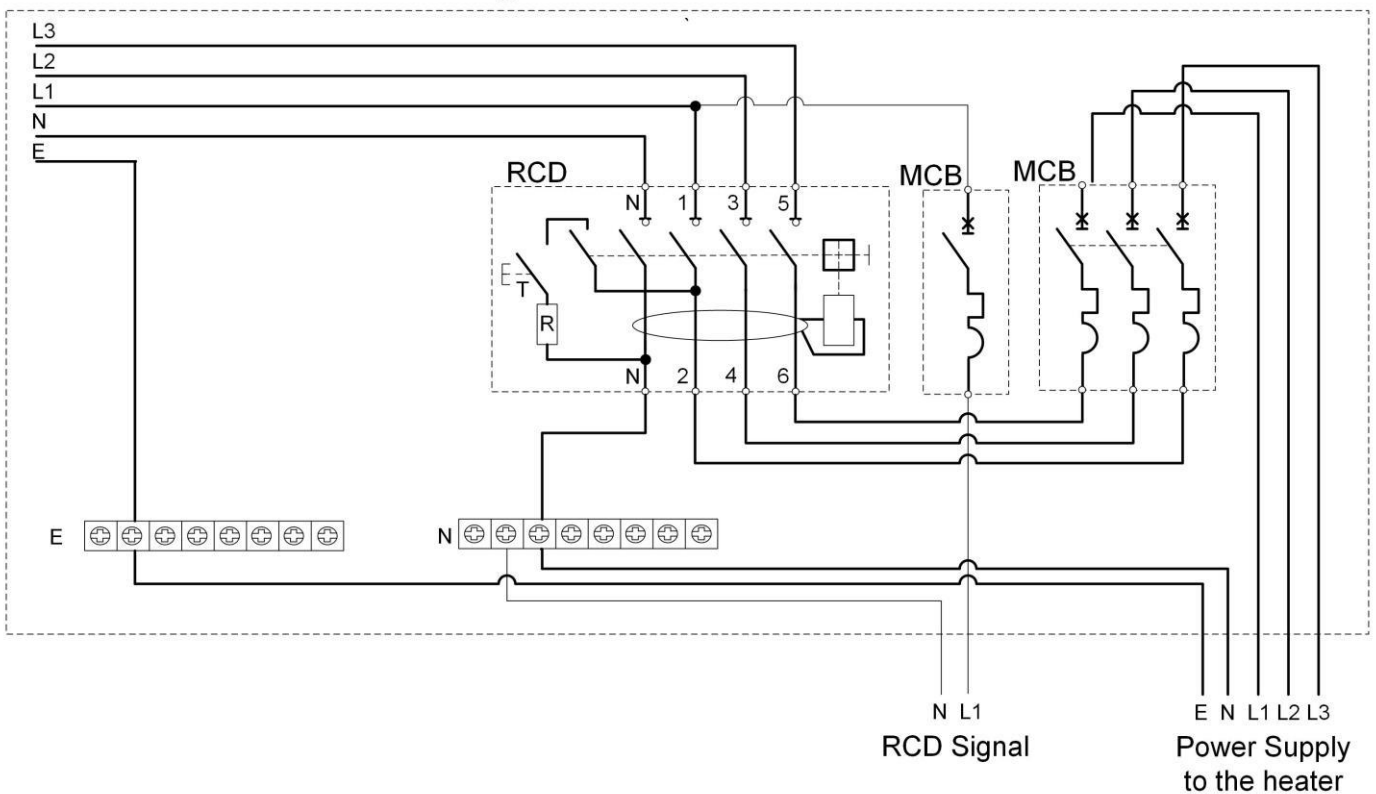 L3
L2
L1
N
E
RCD
MCB
MCB
N 1 3 5
T
R
N 2 4 6
E
N
N L1
E N L1 L2 L3
RCD Signal
Power Supply
to the heater